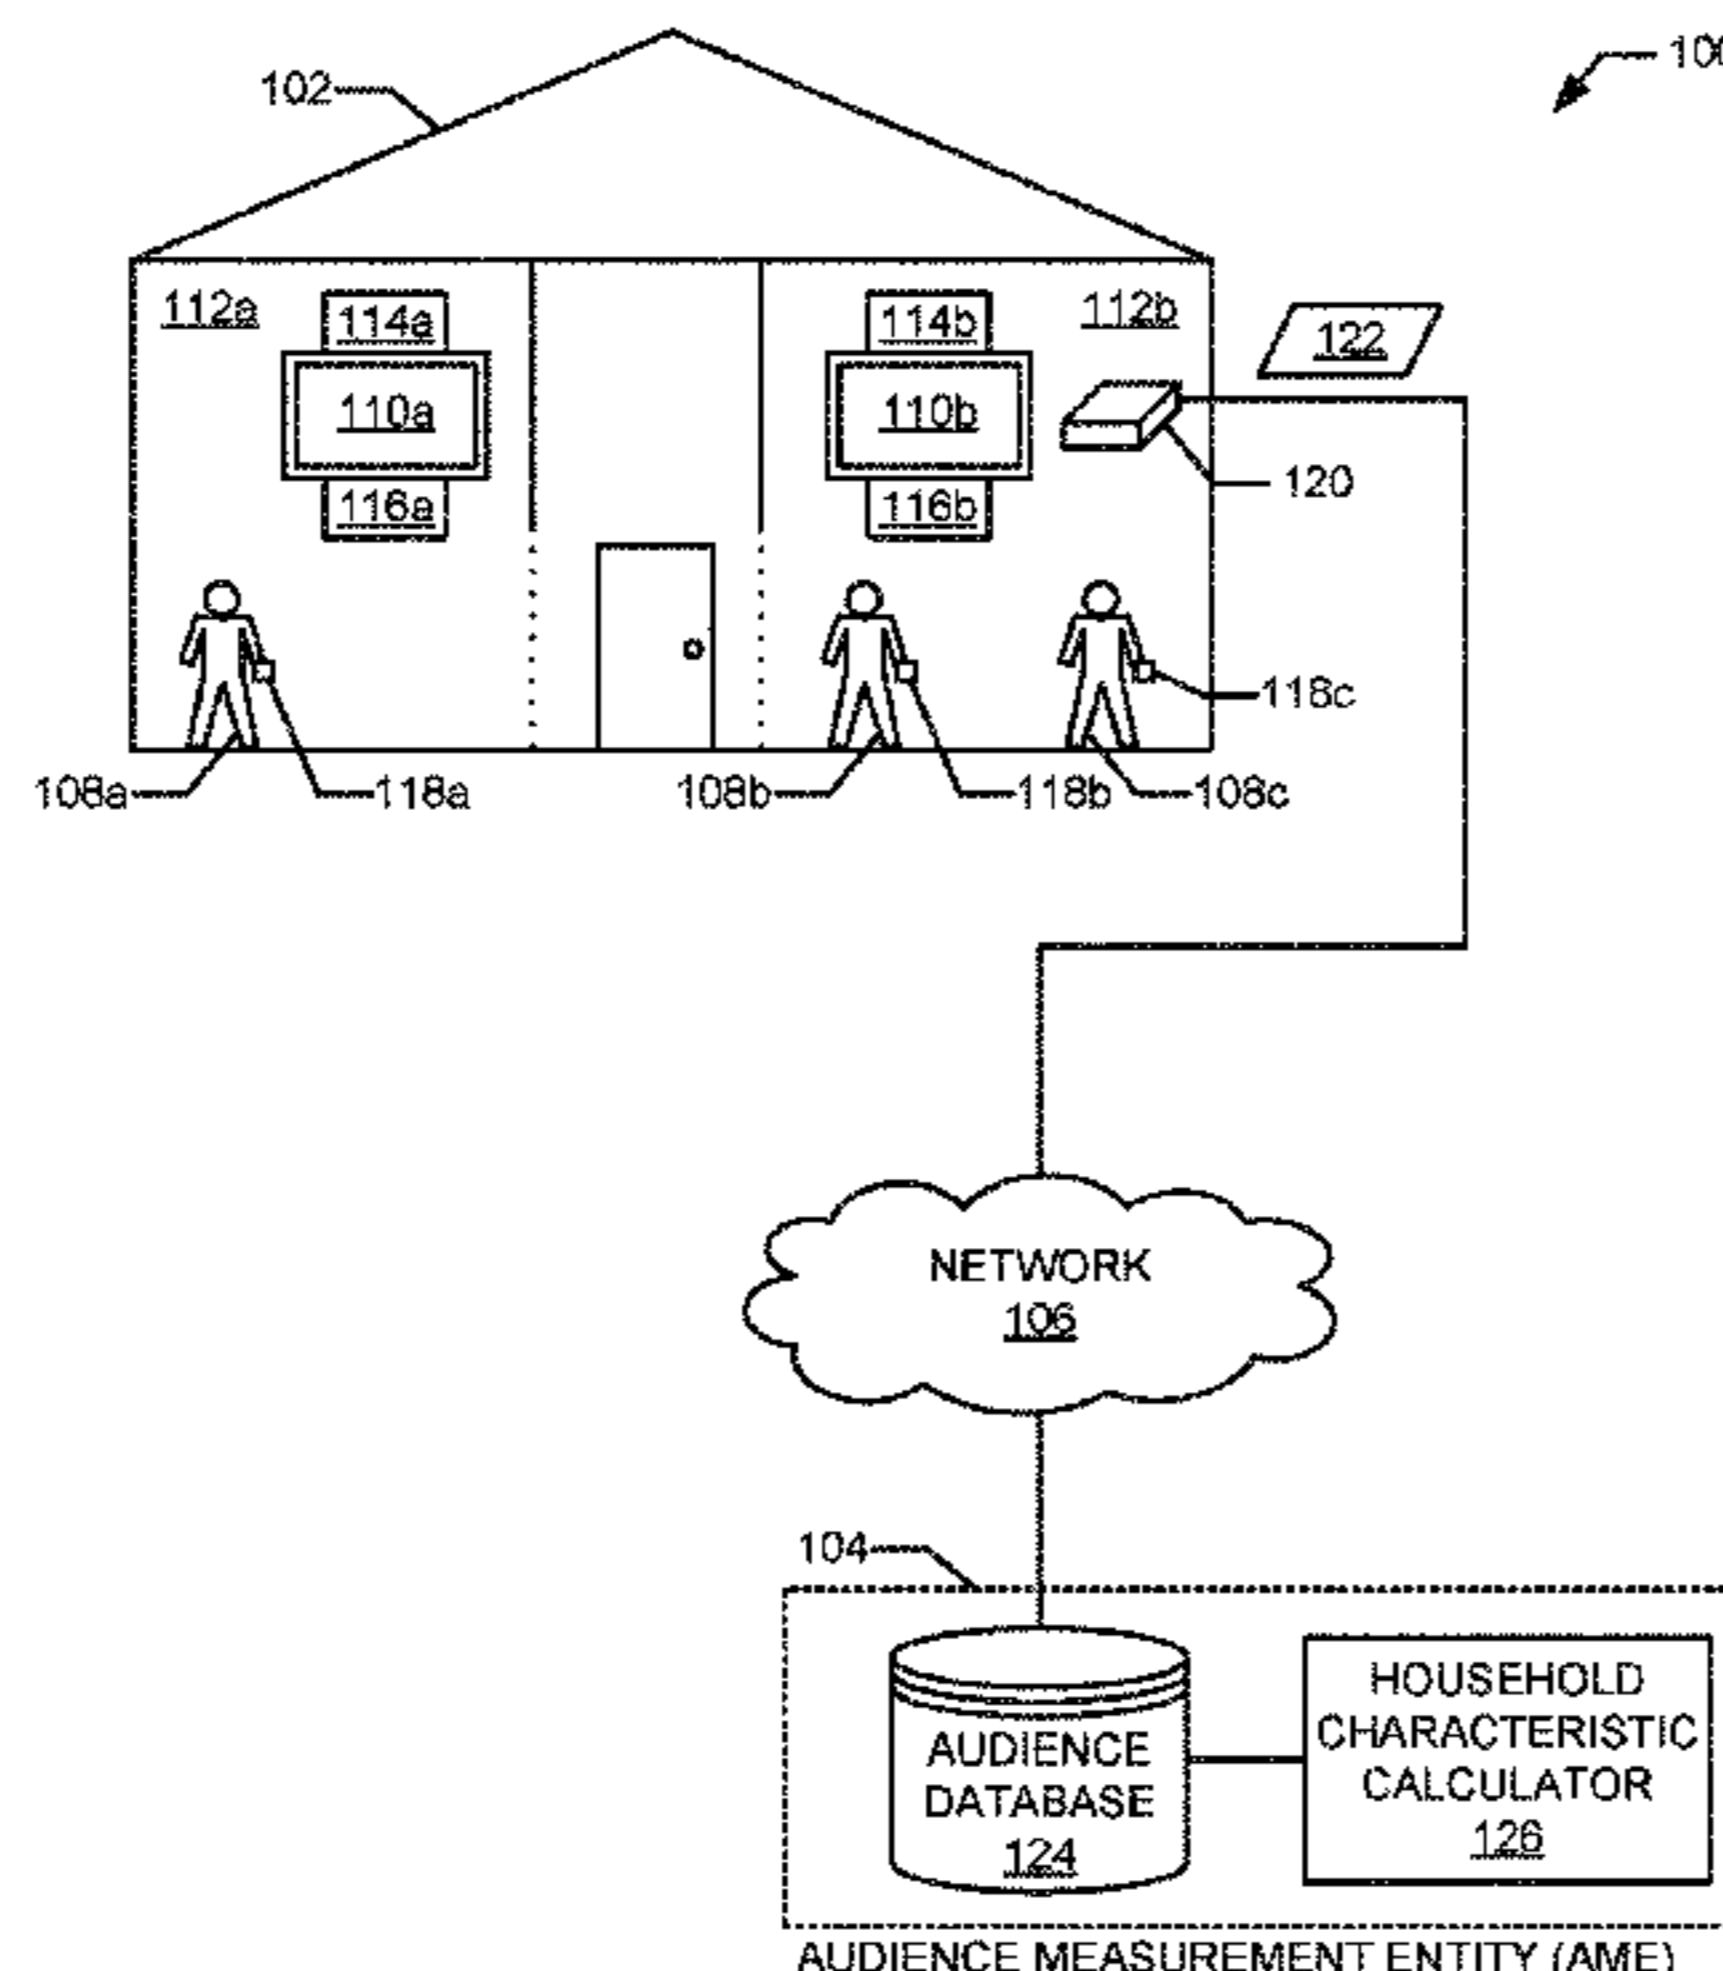 100
102
112a
114a
114b
112b
122
110a
110b
116a
116b
120
118c
108a
118a
108b
118b
108c
NETWORK
106
104
AUDIENCE
DATABASE
124
HOUSEHOLD
CHARACTERISTIC
CALCULATOR
126
AUDIENCE MEASUREMENT ENTITY (AME)